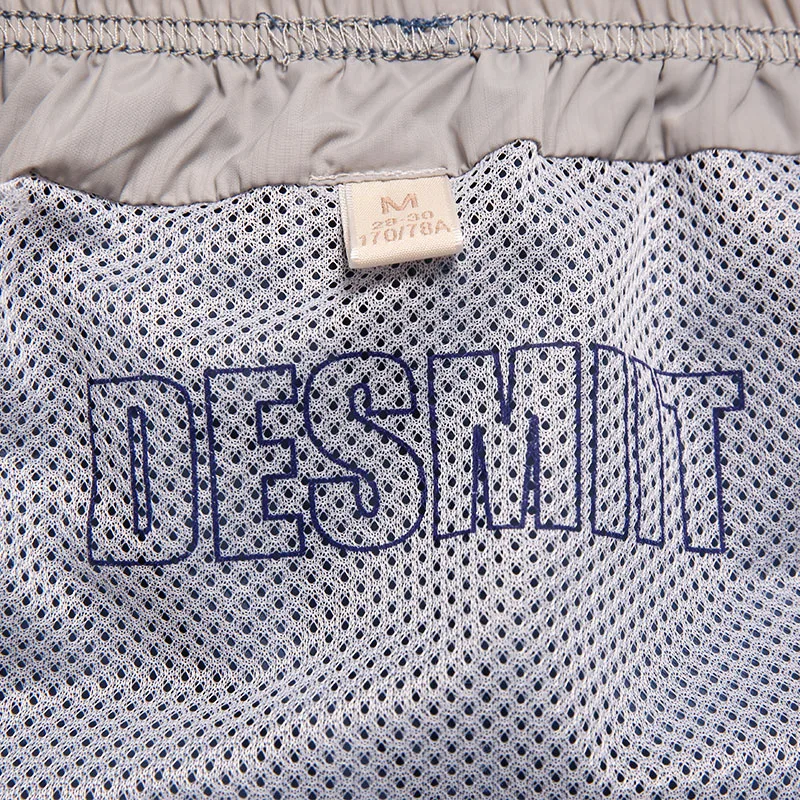 M
29-30
170/78A
DESMIIT